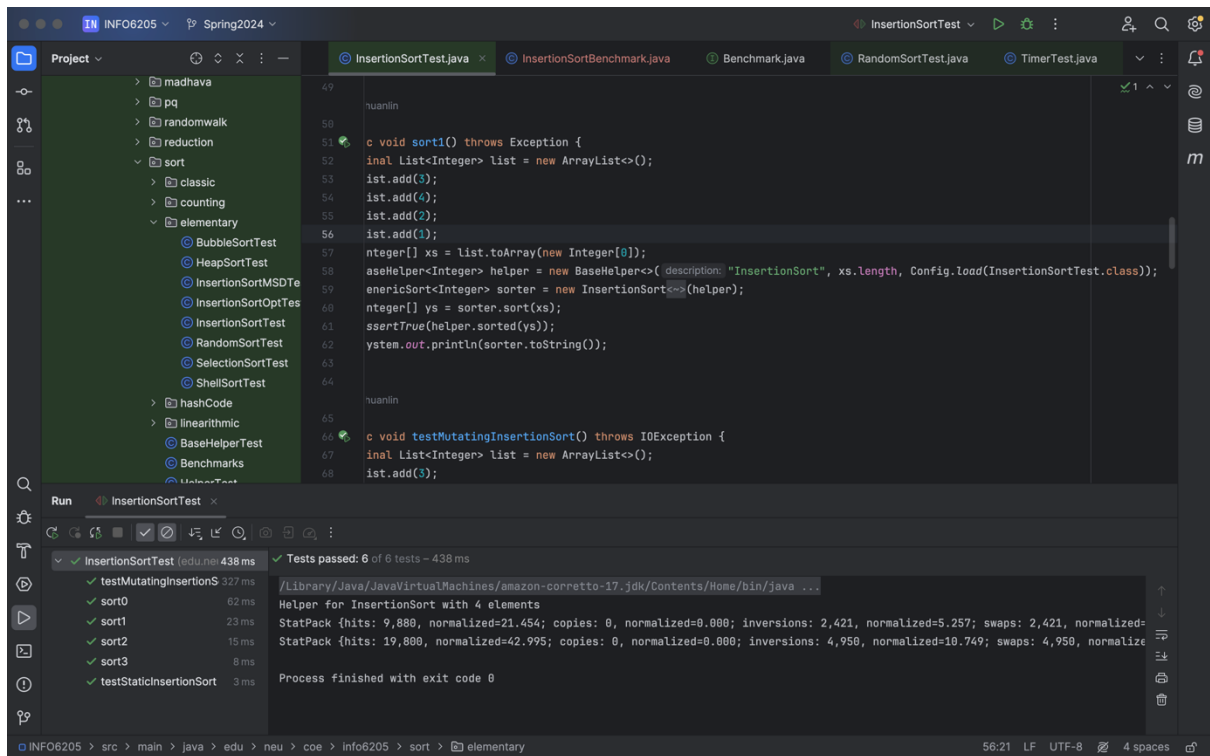 IN INFO6205 Spring2024 InsertionSortTest
Project
InsertionSortTest.java InsertionSortBenchmark.java Benchmark.java RandomSortTest.java TimerTest.java
madhava
pq
randomwalk
reduction
sort
classic
counting
elementary
BubbleSortTest
HeapSortTest
InsertionSortMSDTe
InsertionSortOptTes
InsertionSortTest
RandomSortTest
SelectionSortTest
ShellSortTest
hashCode
linearithmic
BaseHelperTest
Benchmarks
HelperTest
1
49
huanlin
50
51 c void sort1() throws Exception {
52 inal List<Integer> list = new ArrayList<>();
53 ist.add(3);
54 ist.add(4);
55 ist.add(2);
56 ist.add(1);
57 nteger[] xs = list.toArray(new Integer[0]);
58 aseHelper<Integer> helper = new BaseHelper<>( description: "InsertionSort", xs.length, Config.load(InsertionSortTest.class));
59 enericSort<Integer> sorter = new InsertionSort<~>(helper);
60 nteger[] ys = sorter.sort(xs);
61 ssertTrue(helper.sorted(ys));
62 ystem.out.println(sorter.toString());
63
64
huanlin
65
66 c void testMutatingInsertionSort() throws IOException {
67 inal List<Integer> list = new ArrayList<>();
68 ist.add(3);
m
Run InsertionSortTest
InsertionSortTest (edu.nei 438 ms
testMutatingInsertionS 327 ms
sort0 62 ms
sort1 23 ms
sort2 15 ms
sort3 8 ms
testStaticInsertionSort 3 ms
Tests passed: 6 of 6 tests – 438 ms
/Library/Java/JavaVirtualMachines/amazon-corretto-17.jdk/Contents/Home/bin/java ...
Helper for InsertionSort with 4 elements
StatPack {hits: 9,880, normalized=21.454; copies: 0, normalized=0.000; inversions: 2,421, normalized=5.257; swaps: 2,421, normalized=
StatPack {hits: 19,800, normalized=42.995; copies: 0, normalized=0.000; inversions: 4,950, normalized=10.749; swaps: 4,950, normalize
Process finished with exit code 0
INFO6205 > src > main > java > edu > neu > coe > info6205 > sort > elementary 56:21 LF UTF-8 4 spaces